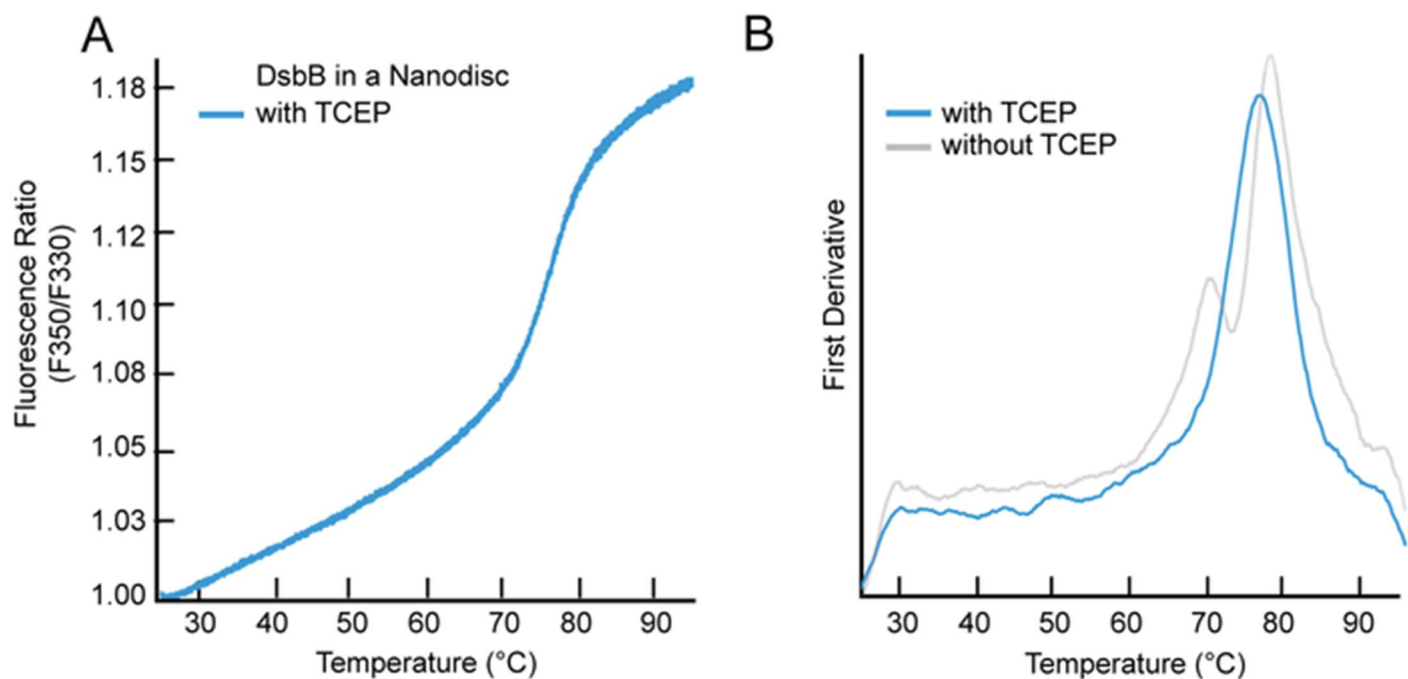 A
DsbB in a Nanodisc
with TCEP
Fluorescence Ratio
(F350/F330)
1.18
1.15
1.12
1.10
1.08
1.05
1.03
1.00
30 40 50 60 70 80 90
Temperature (°C)
B
with TCEP
without TCEP
First Derivative
30 40 50 60 70 80 90
Temperature (°C)